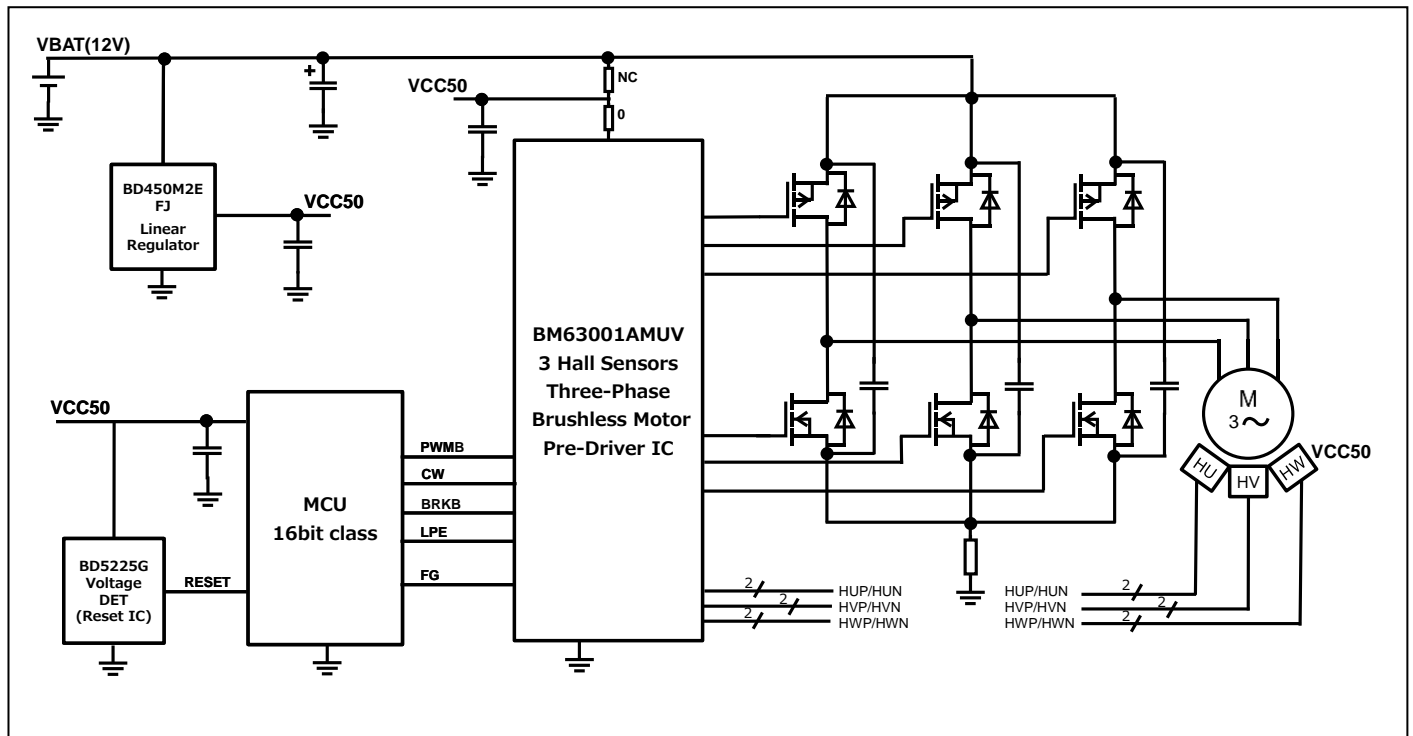 VBAT(12V)
NC
VCC50
0
+
BD450M2E
FJ
Linear
Regulator
VCC50
BM63001AMUV
3 Hall Sensors
Three-Phase
Brushless Motor
Pre-Driver IC
VCC50
MCU
16bit class
PWMB
CW
BRKB
LPE
FG
BD5225G
Voltage
DET
(Reset IC)
RESET
M
3~
HU
HV
HW
VCC50
2
HUP/HUN
2
HVP/HVN
2
HWP/HWN
2
HUP/HUN
2
HVP/HVN
2
HWP/HWN